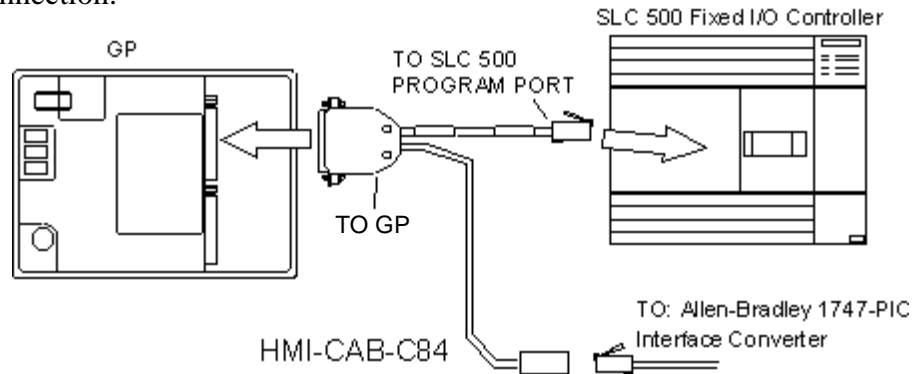 SLC 500 Fixed I/O Controller
GP
TO SLC 500
PROGRAM PORT
TO GP
TO: Allen-Bradley 1747-PIC
Interface Converter
HMI-CAB-C84